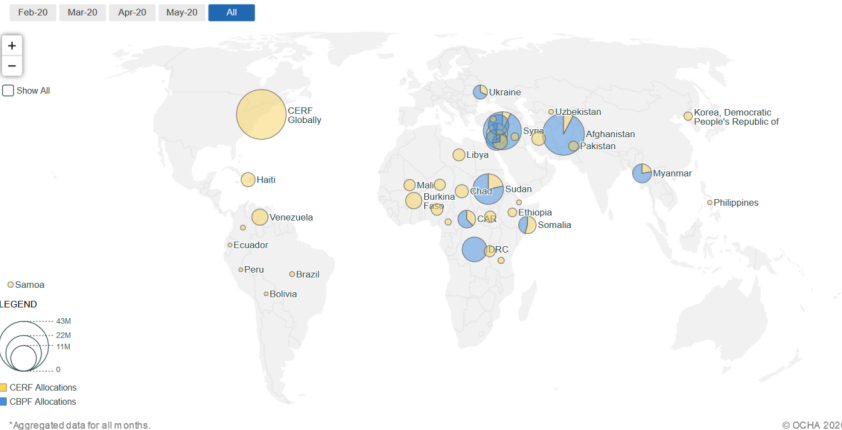 Feb-20 Mar-20 Apr-20 May-20 All
+
−
Show All
Ukraine
CERF
Globally
Uzbekistan
Korea, Democratic
People's Republic of
Syria
Afghanistan
Pakistan
Libya
Myanmar
Haiti
Mali
Chad
Sudan
Burkina
Faso
Philippines
Venezuela
CAR
Ethiopia
Somalia
Ecuador
DRC
Peru
Brazil
Samoa
Bolivia
LEGEND
43M
22M
11M
0
CERF Allocations
CBPF Allocations
*Aggregated data for all months.
© OCHA 2020